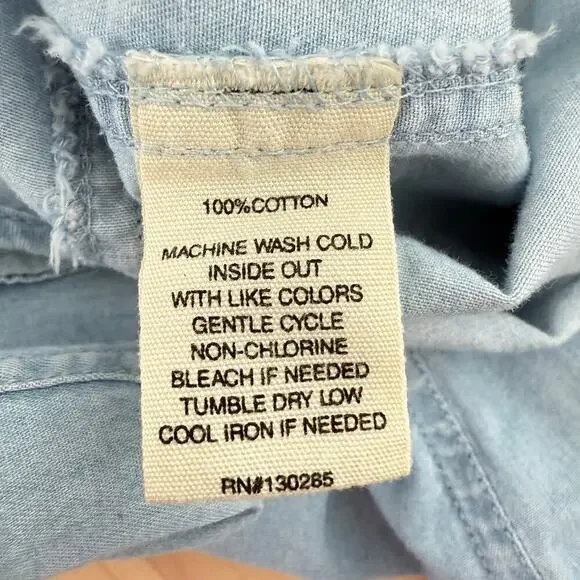 100%COTTON
MACHINE WASH COLD
INSIDE OUT
WITH LIKE COLORS
GENTLE CYCLE
NON-CHLORINE
BLEACH IF NEEDED
TUMBLE DRY LOW
COOL IRON IF NEEDED
RN#130285